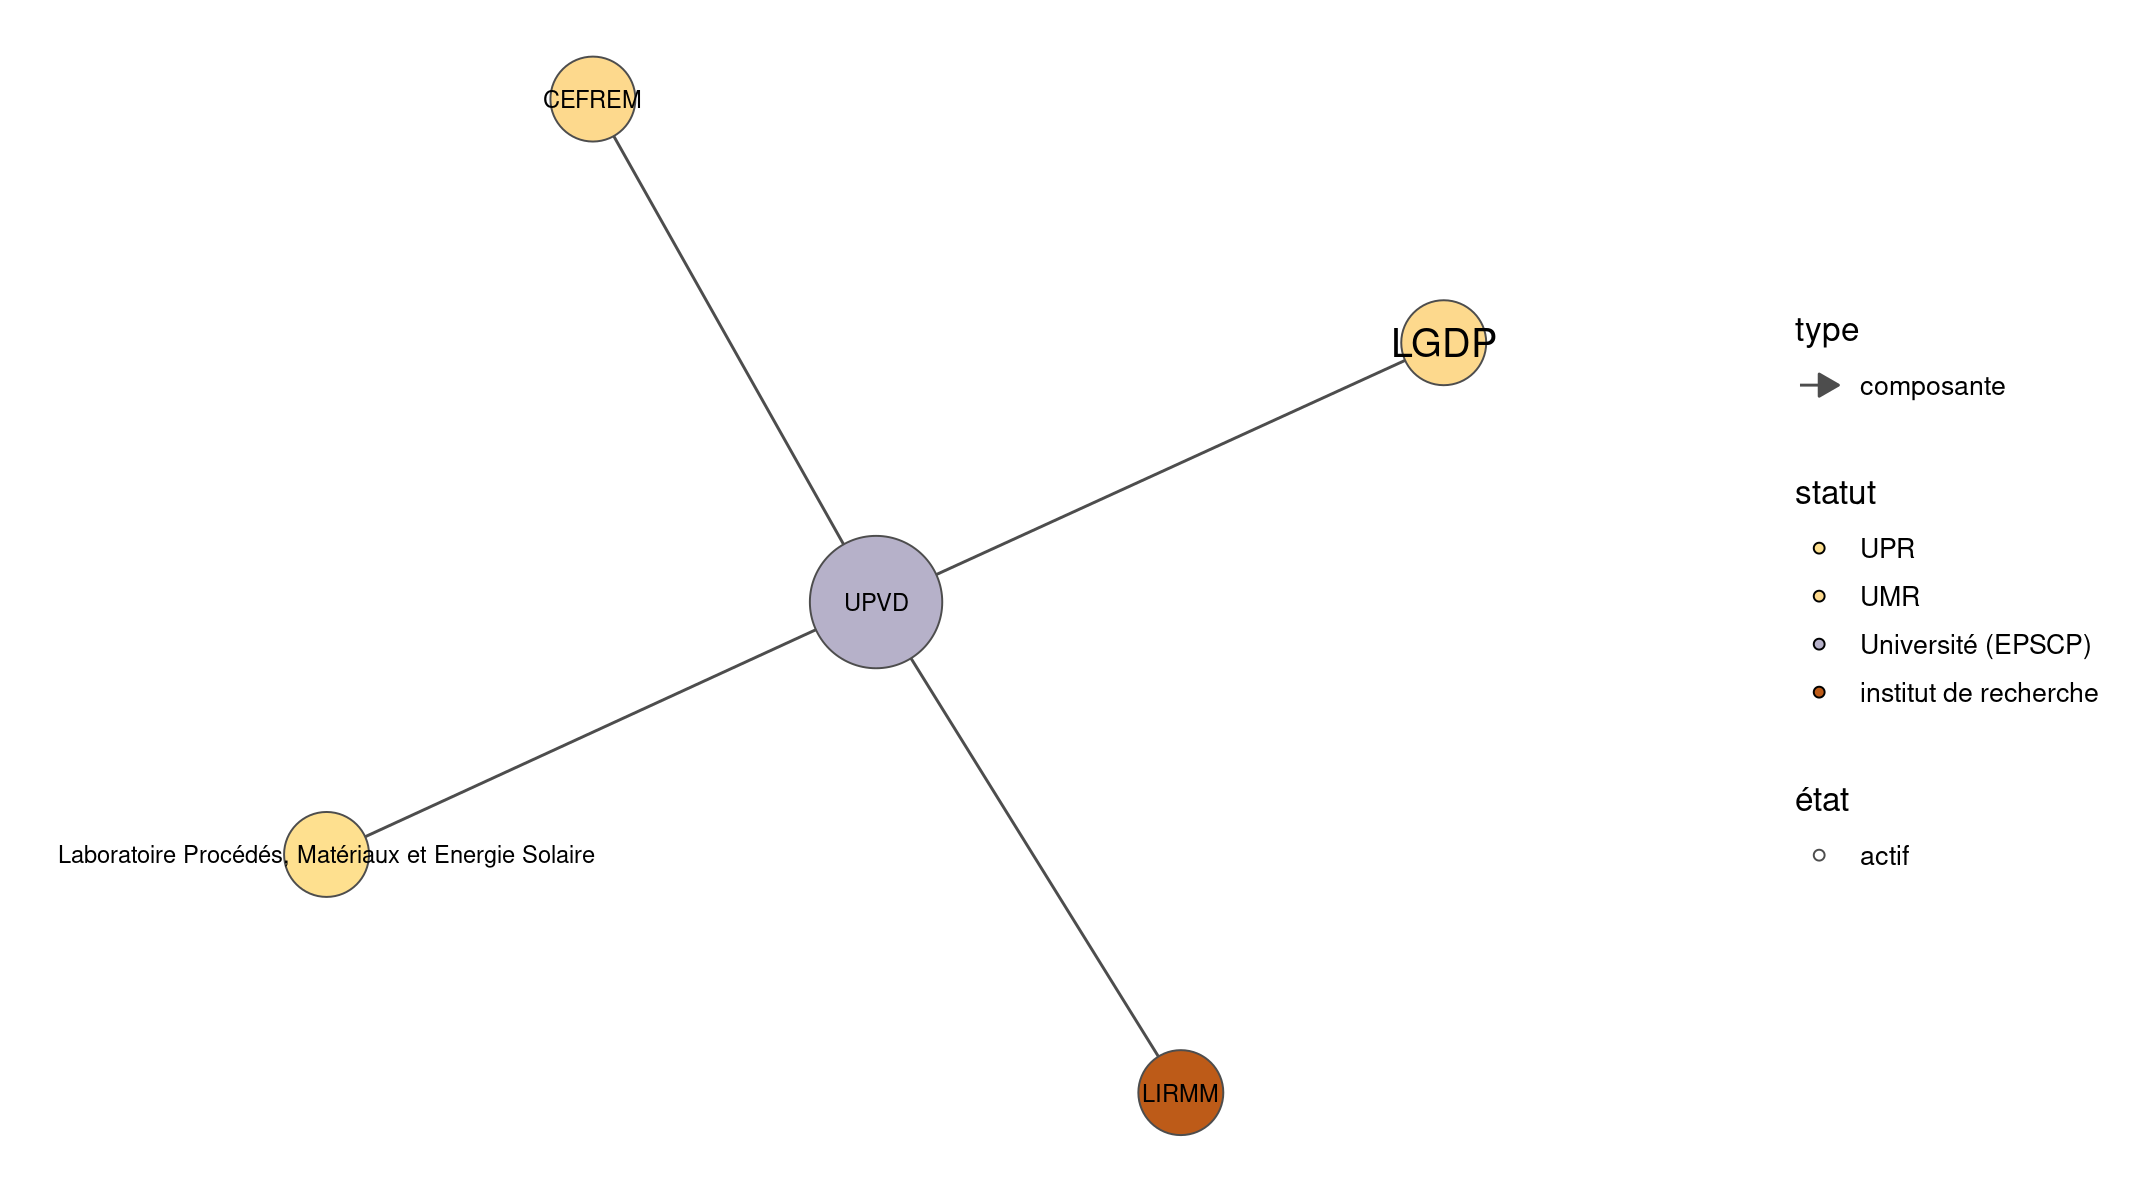 CEFREM
LGDP
UPVD
Laboratoire Procédés, Matériaux et Energie Solaire
LIRMM
type
composante
statut
UPR
UMR
Université (EPSCP)
institut de recherche
état
actif